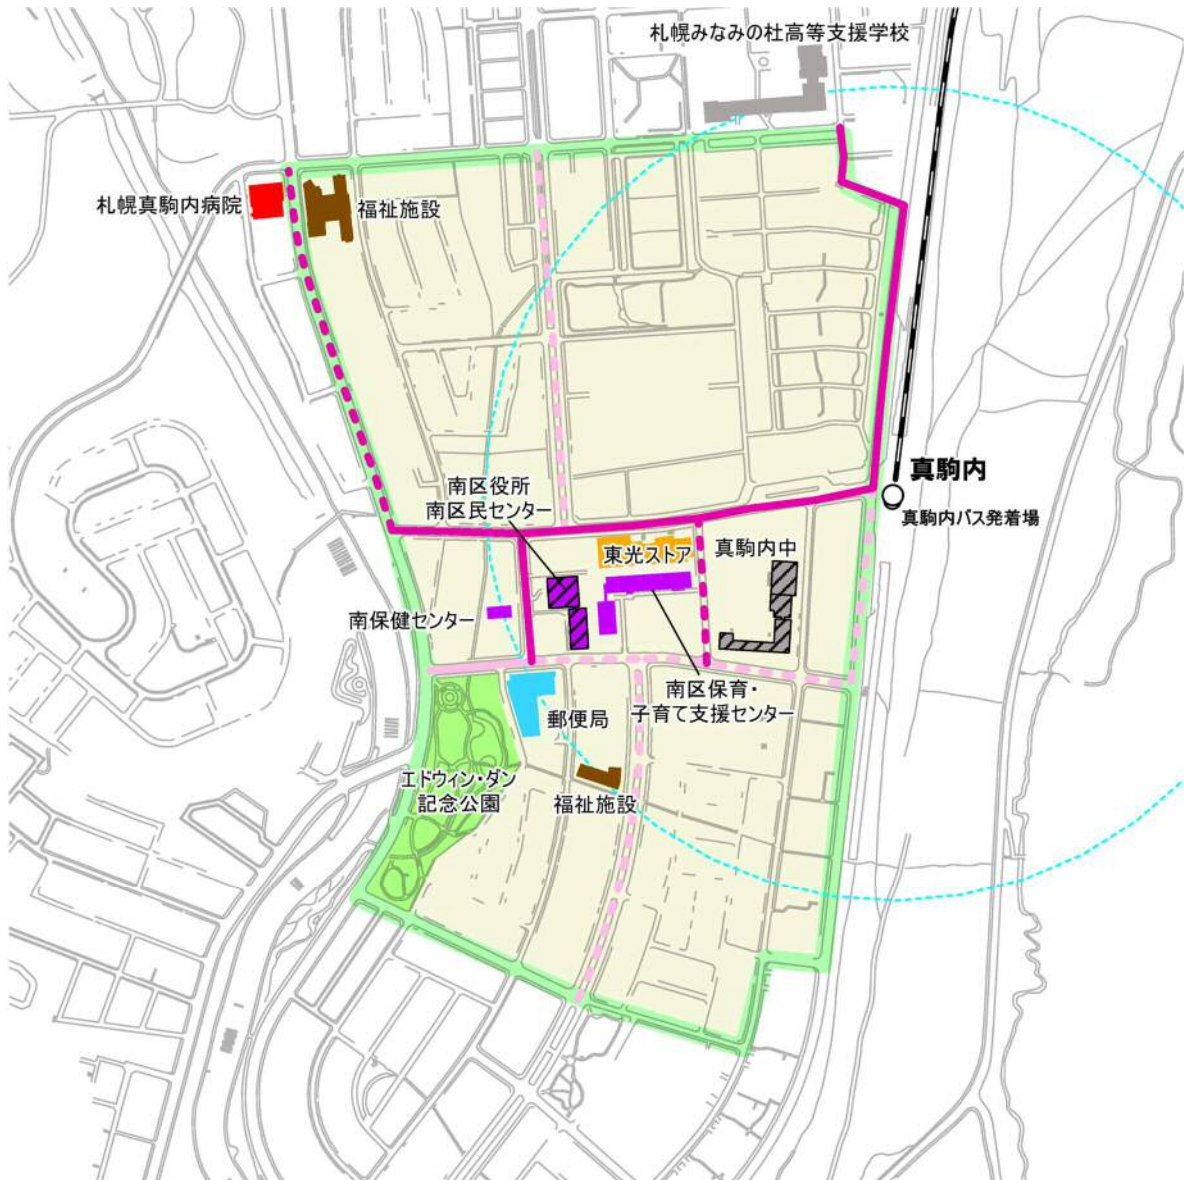 札幌みなみの杜高等支援学校
札幌真駒内病院
福祉施設
真駒内
真駒内バス発着場
南区役所
南区民センター
東光ストア
真駒内中
南保健センター
南区保育・
子育て支援センター
郵便局
エドウィン・ダン
記念公園
福祉施設